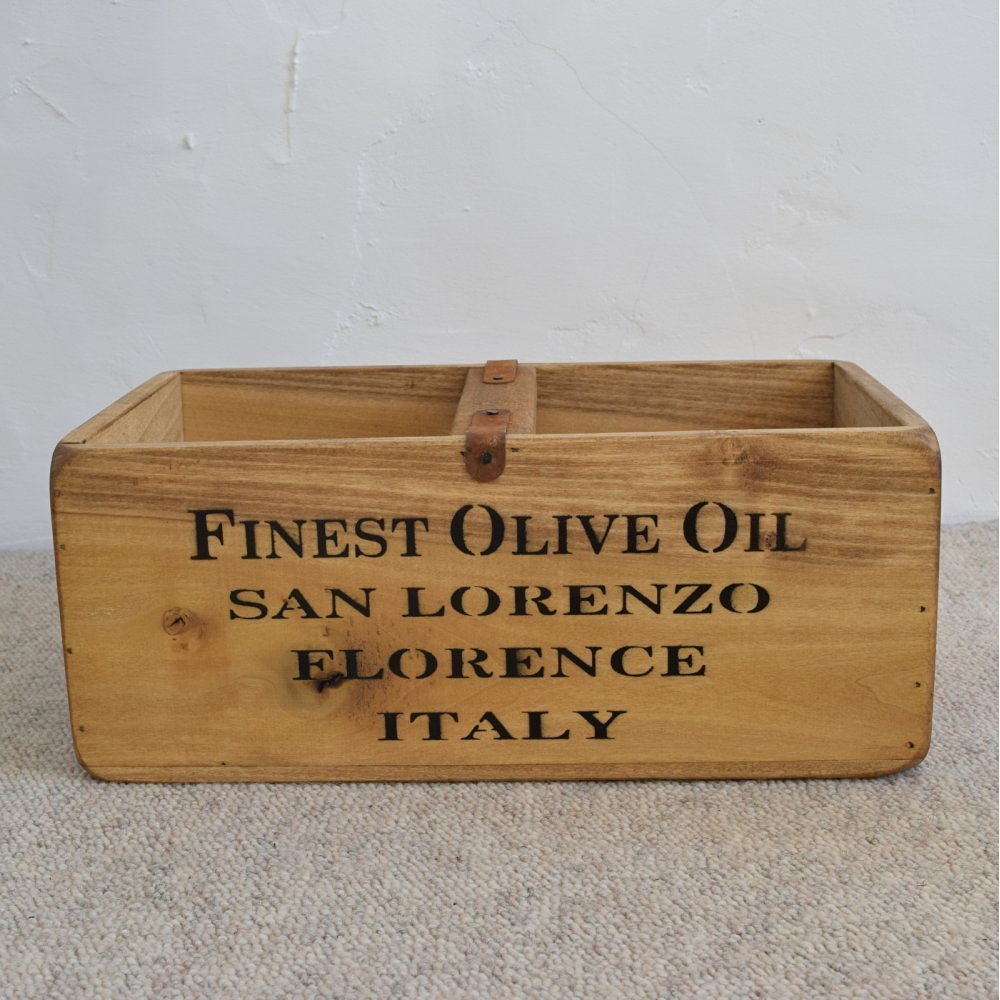 Finest Olive Oil
SAN LORENZO
FLORENCE
ITALY